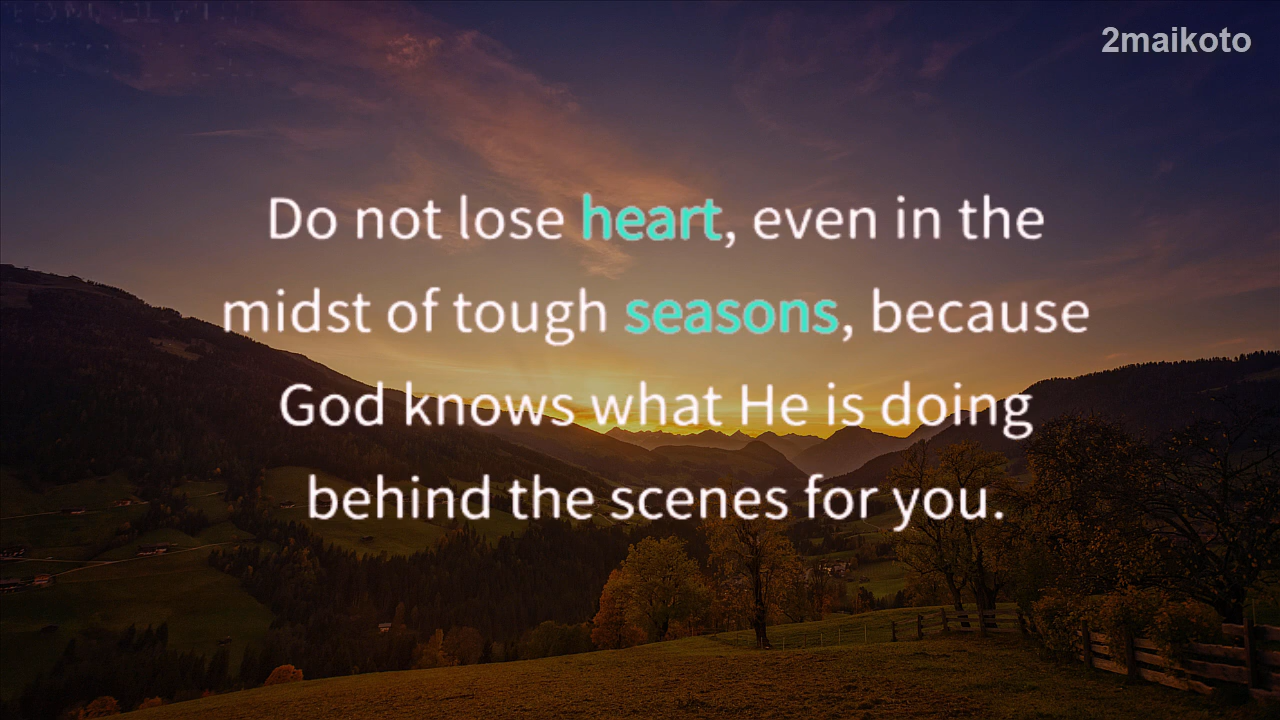 2maikoto
Do not lose heart, even in the
midst of tough seasons, because
God knows what He is doing
behind the scenes for you.